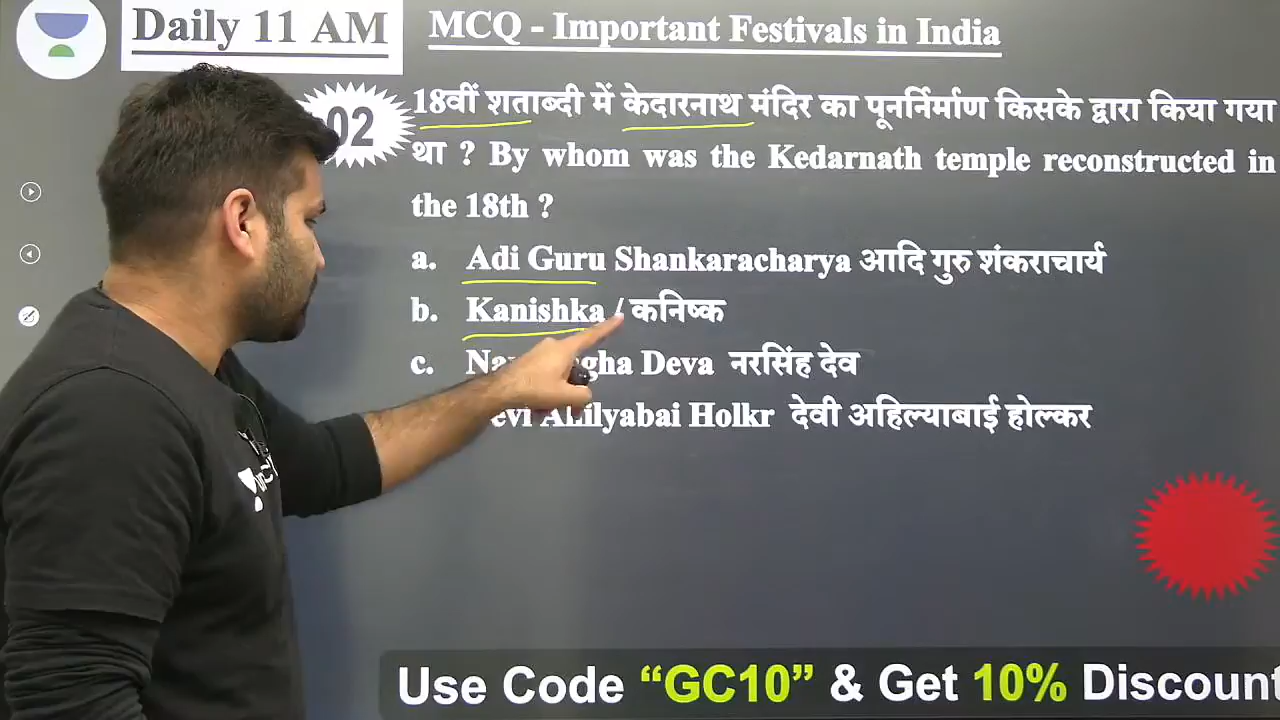 Daily 11 AM
MCQ - Important Festivals in India
02
18वीं शताब्दी में केदारनाथ मंदिर का पूनर्निर्माण किसके द्वारा किया गया
था ? By whom was the Kedarnath temple reconstructed in
the 18th ?
a. Adi Guru Shankaracharya आदि गुरु शंकराचार्य
b. Kanishka / कनिष्क
c. Deva नरसिंह देव
Holkr देवी अहिल्याबाई होल्कर
Use Code “GC10” & Get 10% Discount